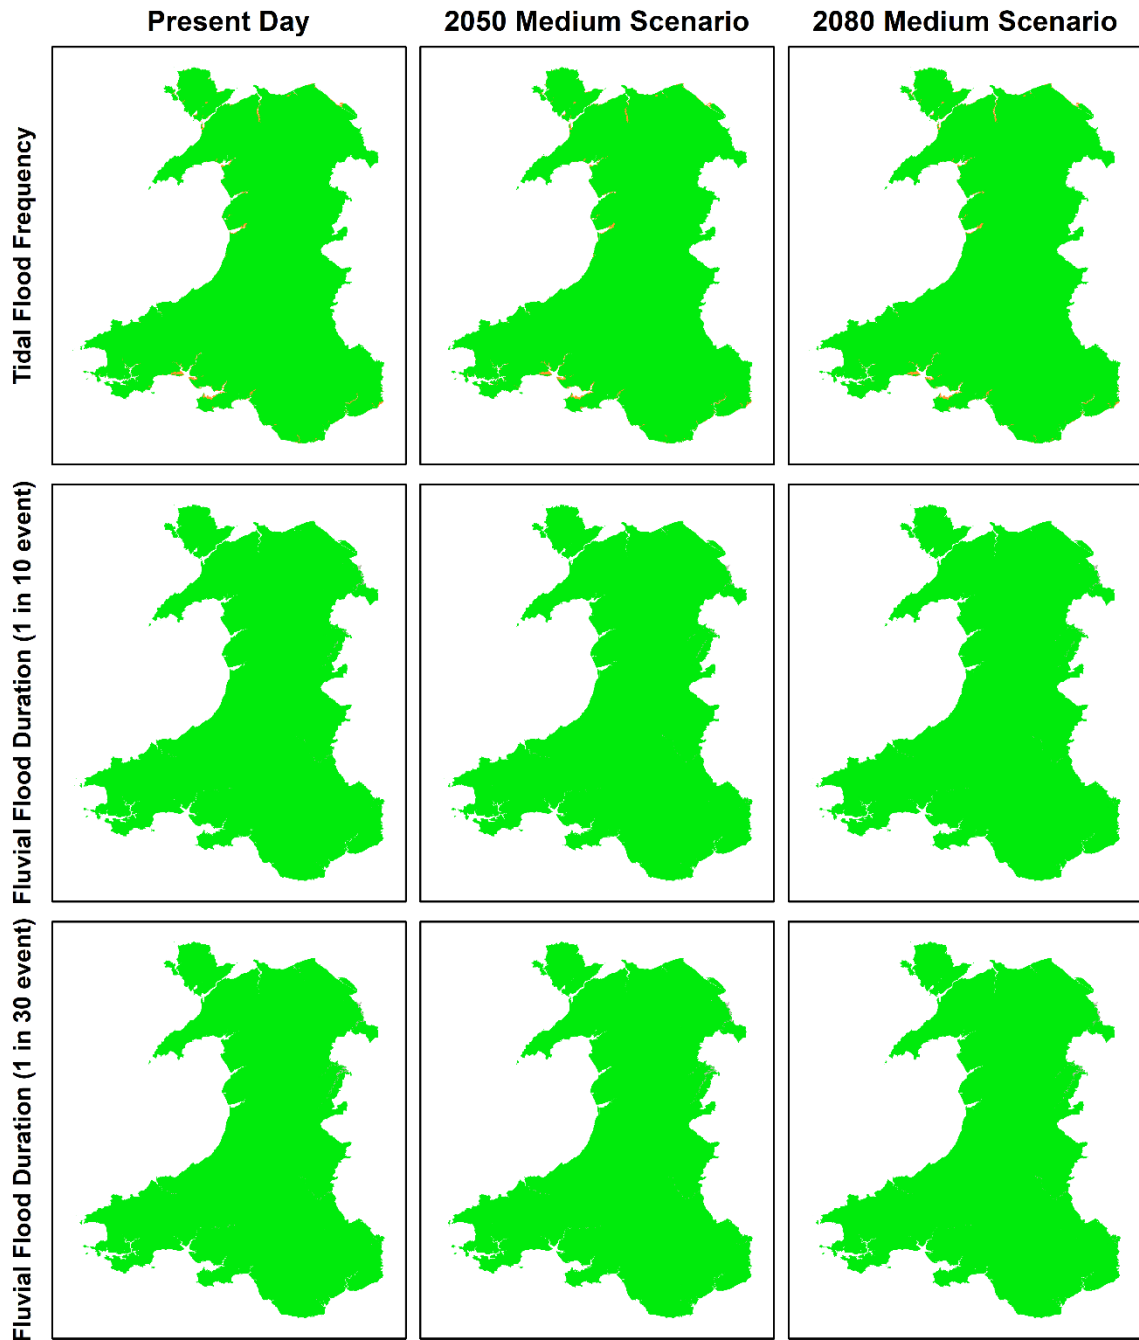 Present Day
2050 Medium Scenario
2080 Medium Scenario
Tidal Flood Frequency
Fluvial Flood Duration (1 in 10 event)
Fluvial Flood Duration (1 in 30 event)